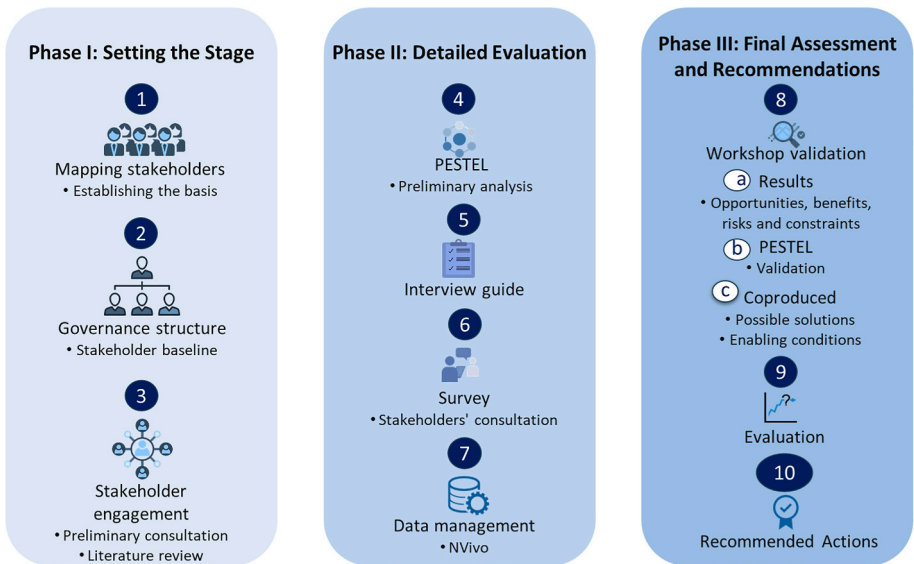 Phase I: Setting the Stage
1
Mapping stakeholders
• Establishing the basis
2
Governance structure
• Stakeholder baseline
3
Stakeholder
engagement
• Preliminary consultation
• Literature review
Phase II: Detailed Evaluation
4
PESTEL
• Preliminary analysis
5
Interview guide
6
Survey
• Stakeholders' consultation
7
Data management
• NVivo
Phase III: Final Assessment
and Recommendations
8
Workshop validation
a Results
• Opportunities, benefits,
risks and constraints
b PESTEL
• Validation
c Coproduced
• Possible solutions
• Enabling conditions
9
?
Evaluation
10
Recommended Actions